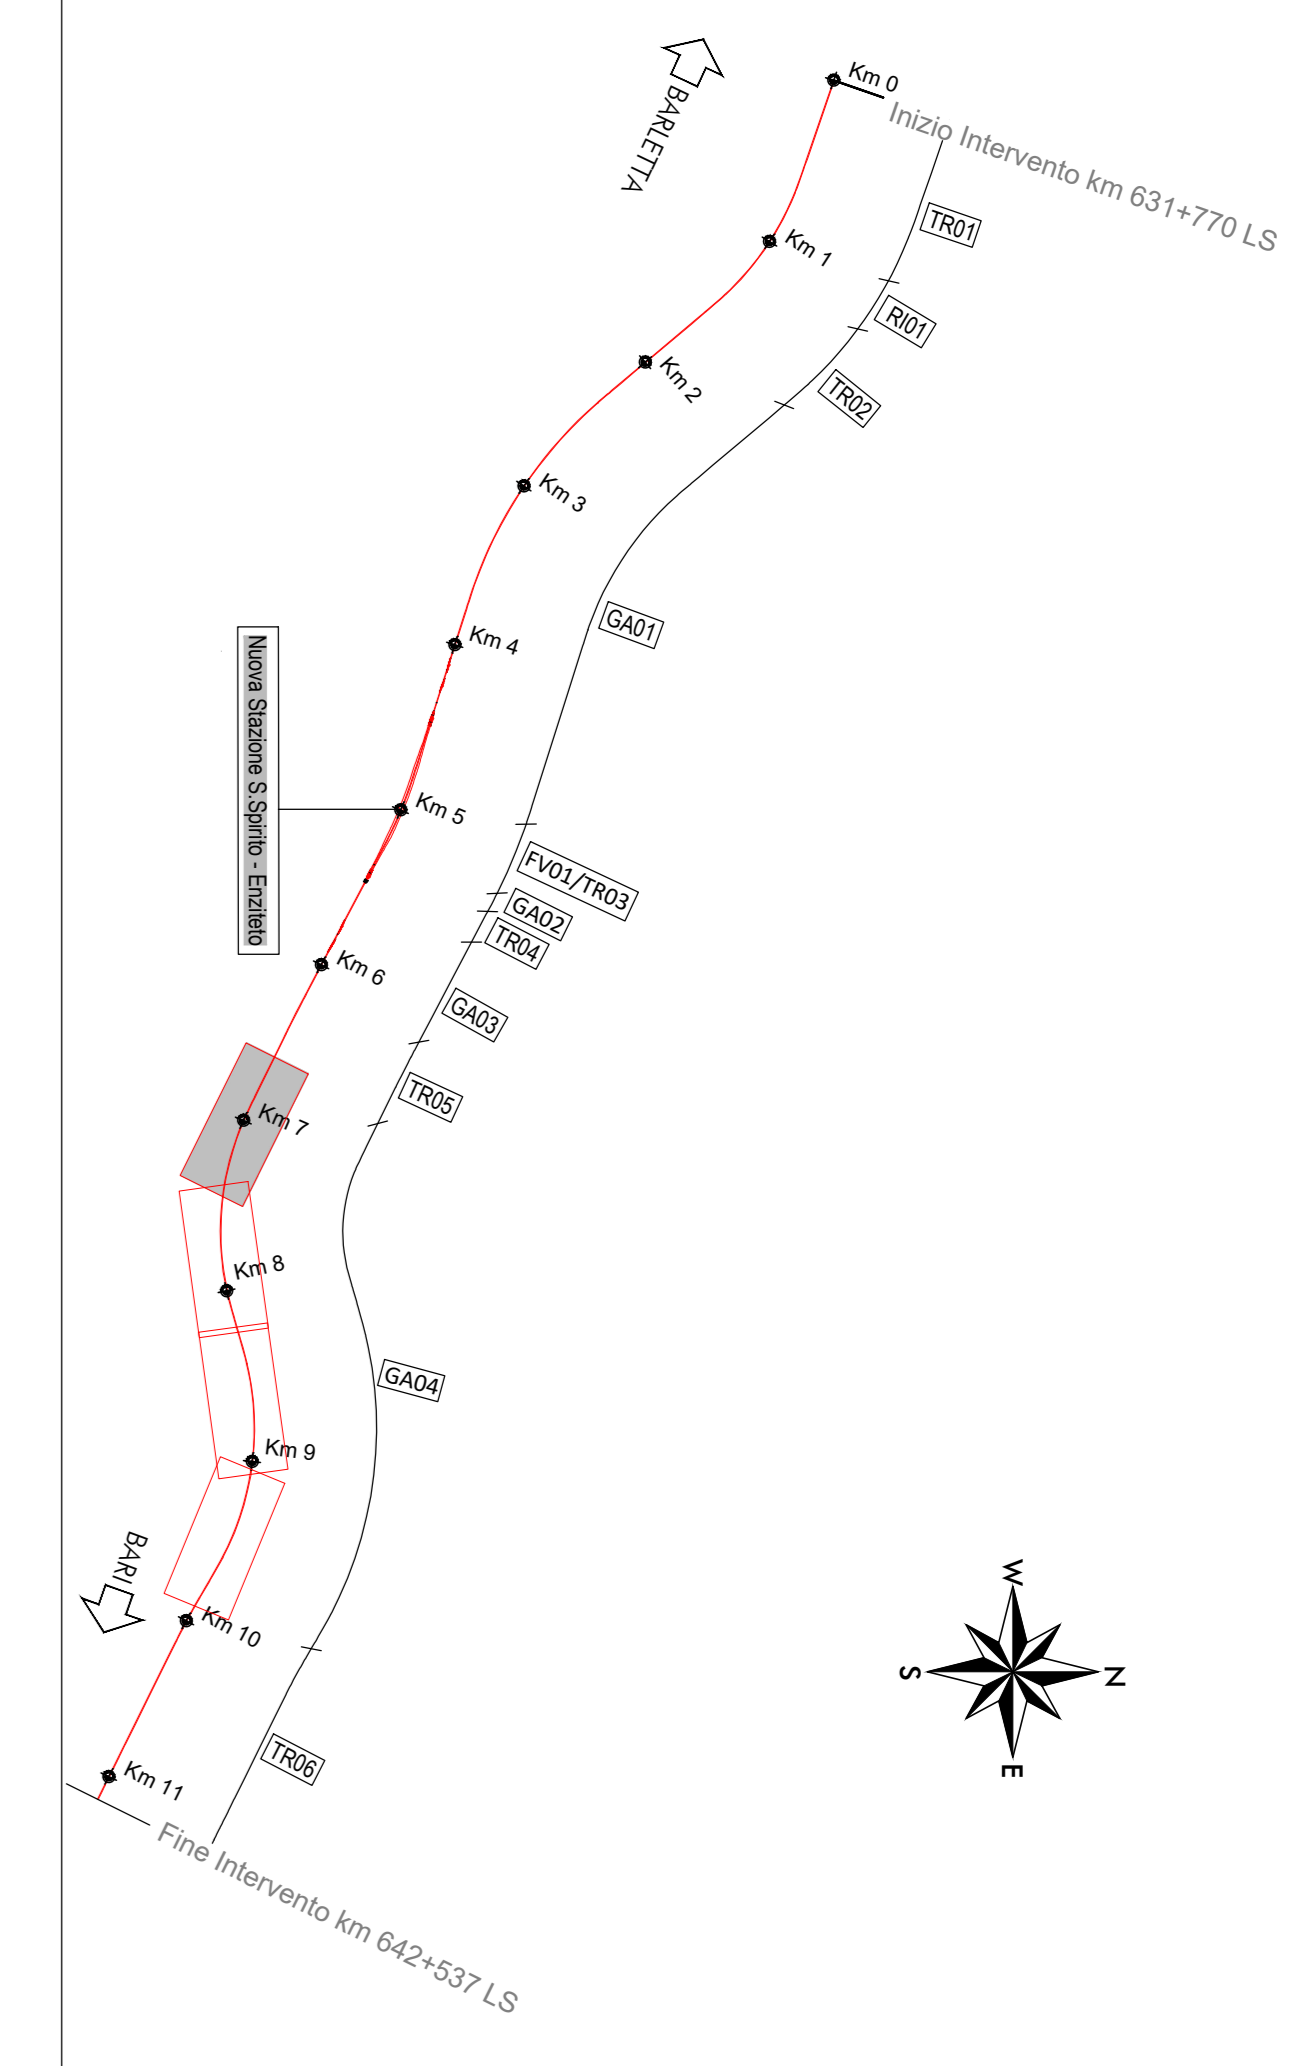 Km 0
Inizio Intervento km 631+770 LS
BARLETTA
TR01
Km 1
RI01
Km 2
TR02
Km 3
GA01
Km 4
Nuova Stazione S.Spirito - Enziteto
Km 5
FV01/TR03
GA02
TR04
Km 6
GA03
TR05
Km 7
Km 8
GA04
Km 9
BARI
Km 10
W
N
S
E
TR06
Km 11
Fine Intervento km 642+537 LS